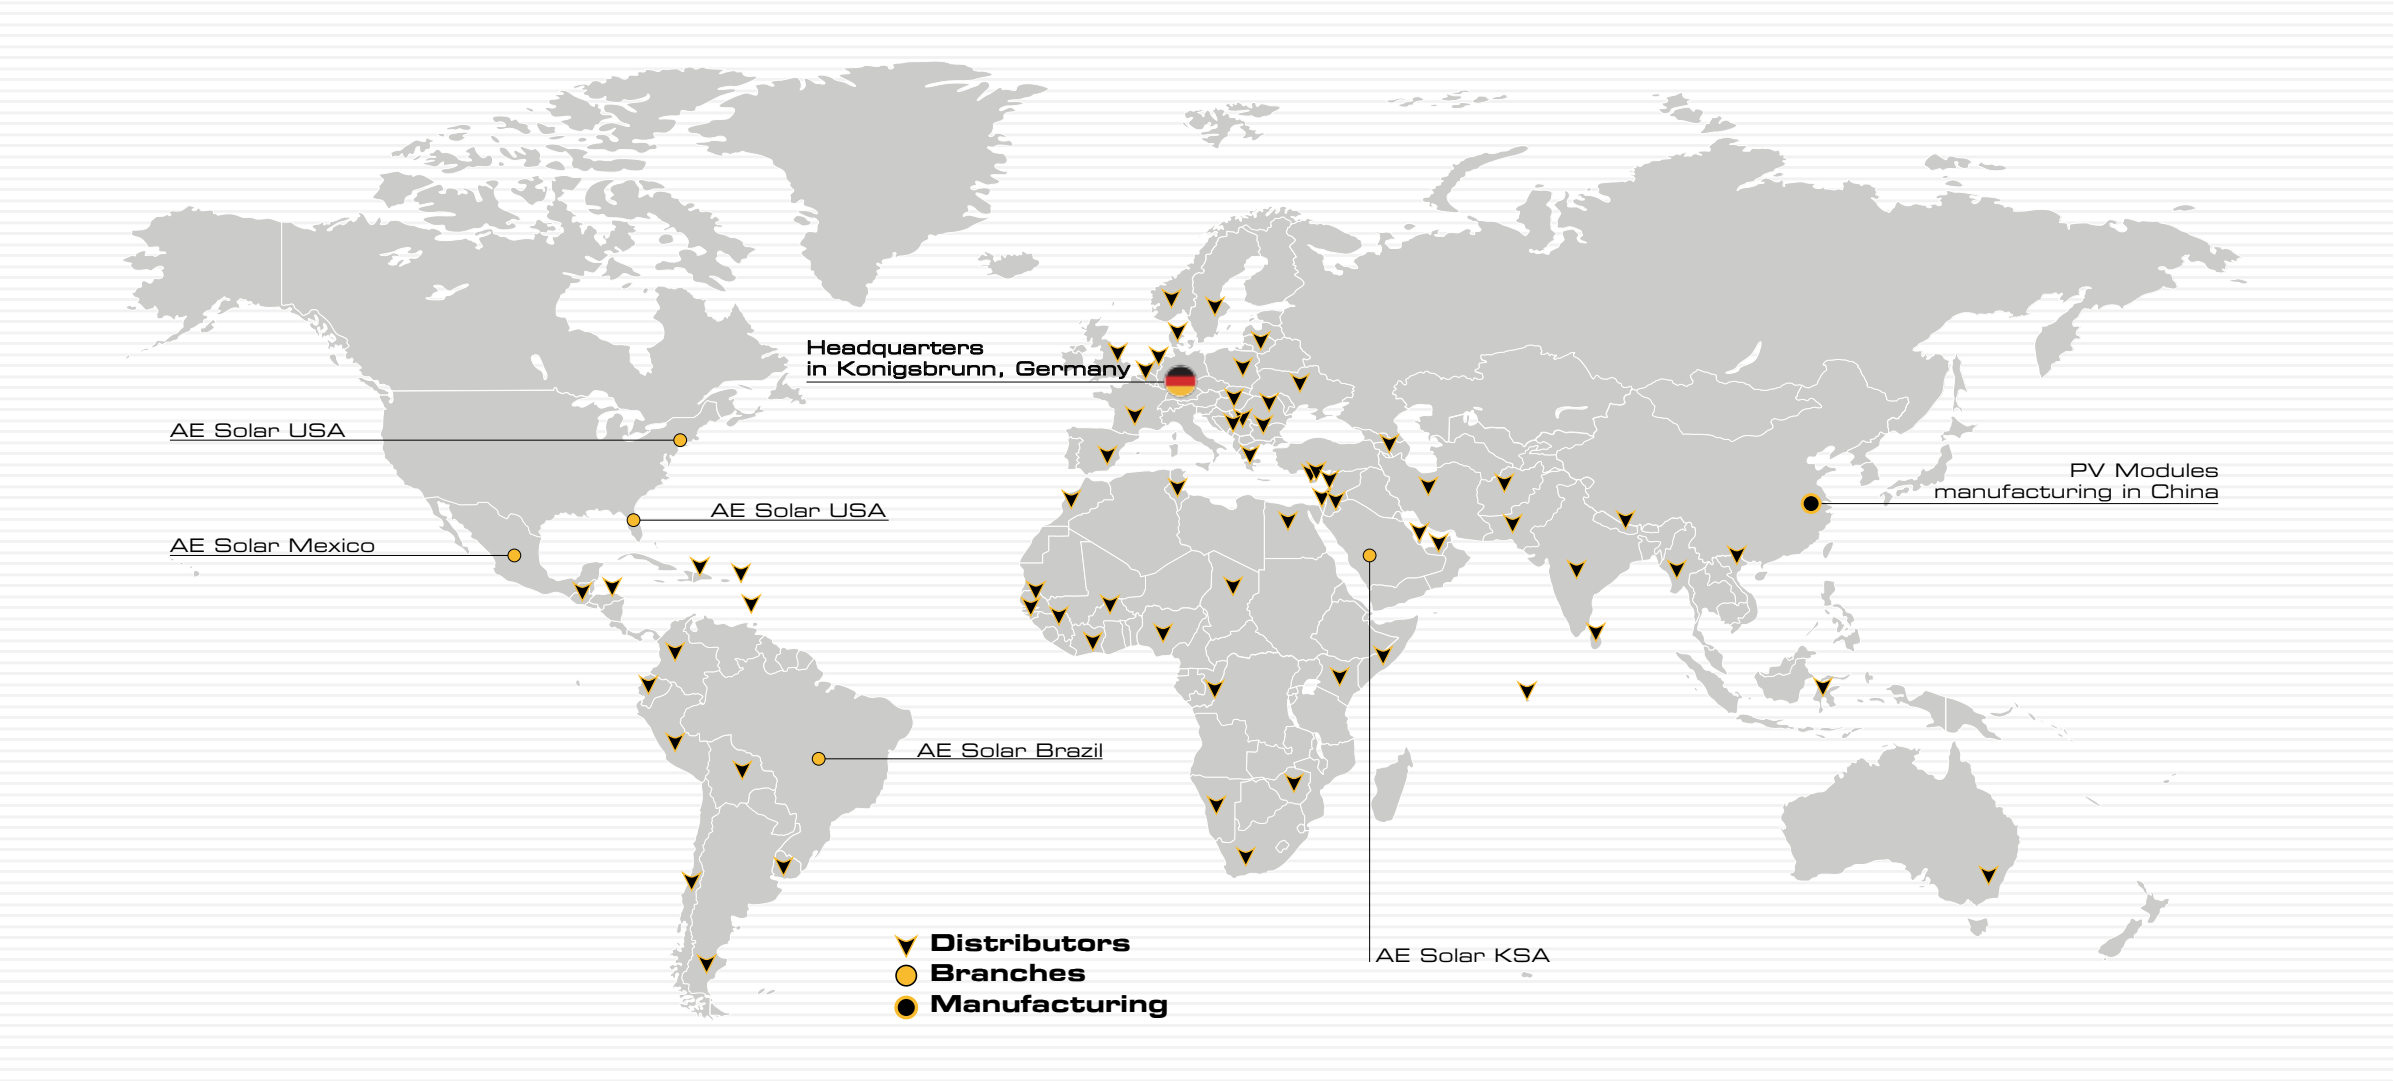 Headquarters
in Konigsbrunn, Germany
AE Solar USA
PV Modules
manufacturing in China
AE Solar USA
AE Solar Mexico
AE Solar Brazil
Distributors
AE Solar KSA
Branches
Manufacturing